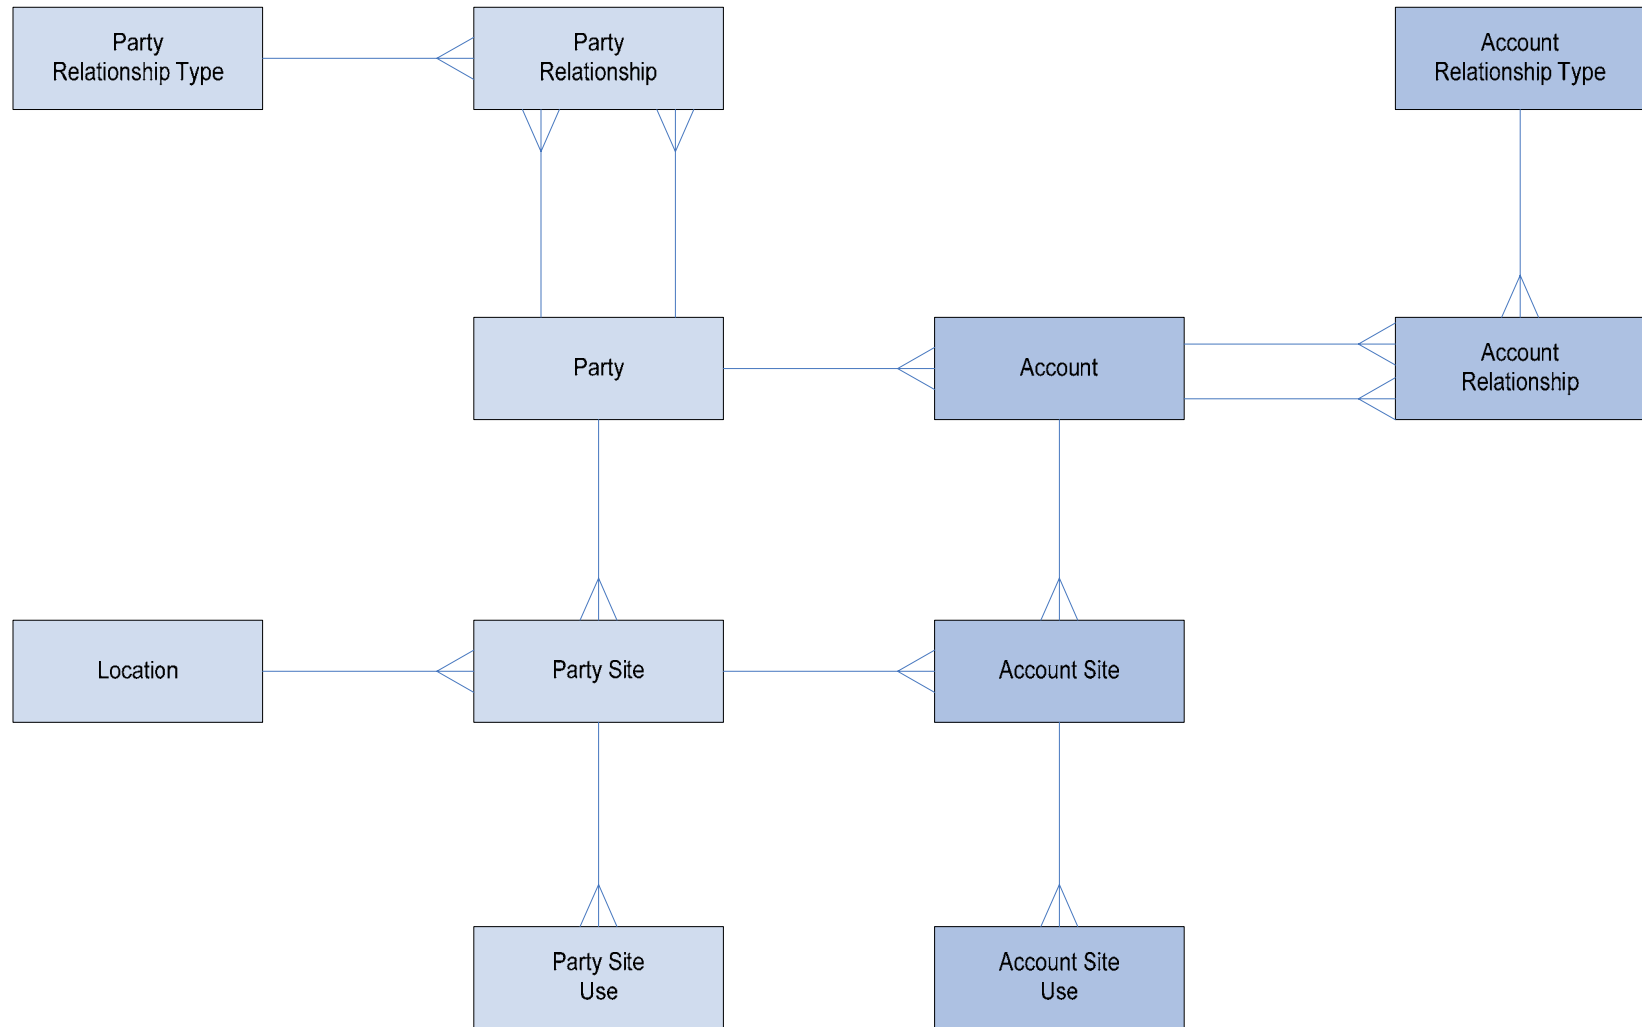 Party
Relationship Type
Party
Relationship
Account
Relationship Type
Party
Account
Account
Relationship
Location
Party Site
Account Site
Party Site
Use
Account Site
Use